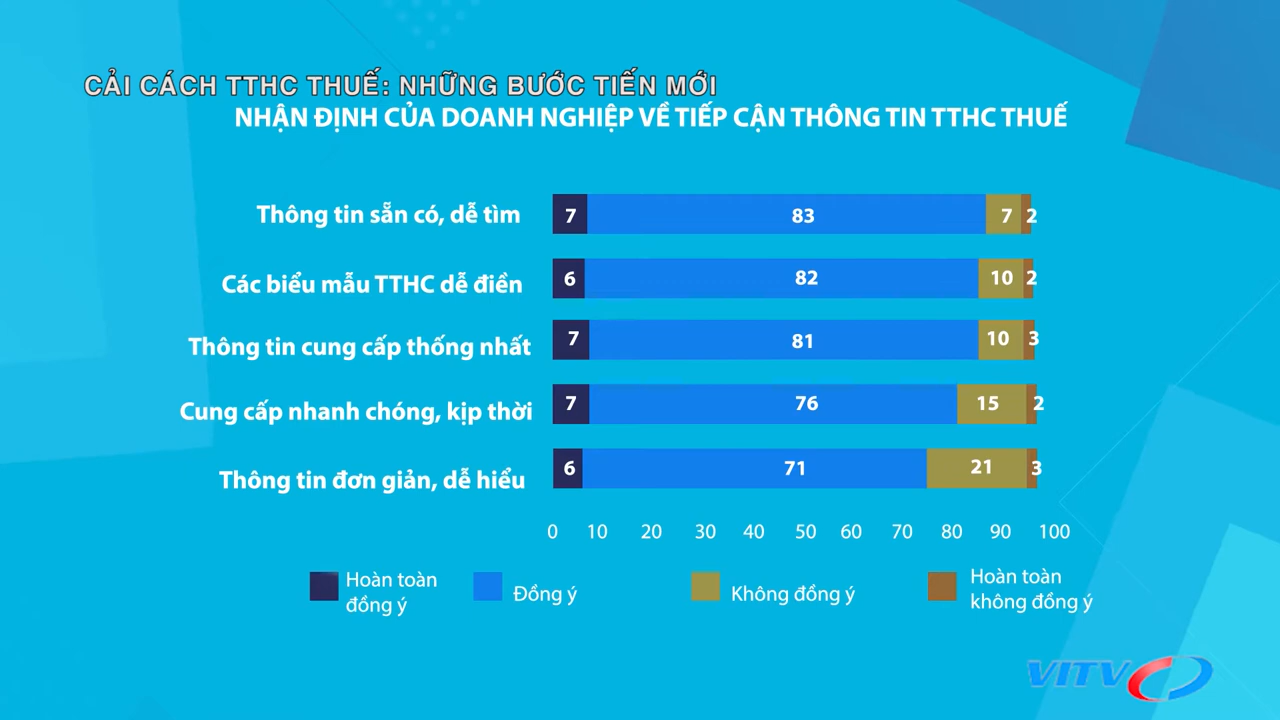 CẢI CÁCH TTHC THUẾ: NHỮNG BƯỚC TIẾN MỚI
NHẬN ĐỊNH CỦA DOANH NGHIỆP VỀ TIẾP CẬN THÔNG TIN TTHC THUẾ
Thông tin sẵn có, dễ tìm 7 83 7 2
Các biểu mẫu TTHC dễ điền 6 82 10 2
Thông tin cung cấp thống nhất 7 81 10 3
Cung cấp nhanh chóng, kịp thời 7 76 15 2
Thông tin đơn giản, dễ hiểu 6 71 21 3
0 10 20 30 40 50 60 70 80 90 100
Hoàn toàn
đồng ý
Đồng ý
Không đồng ý
Hoàn toàn
không đồng ý
VITV